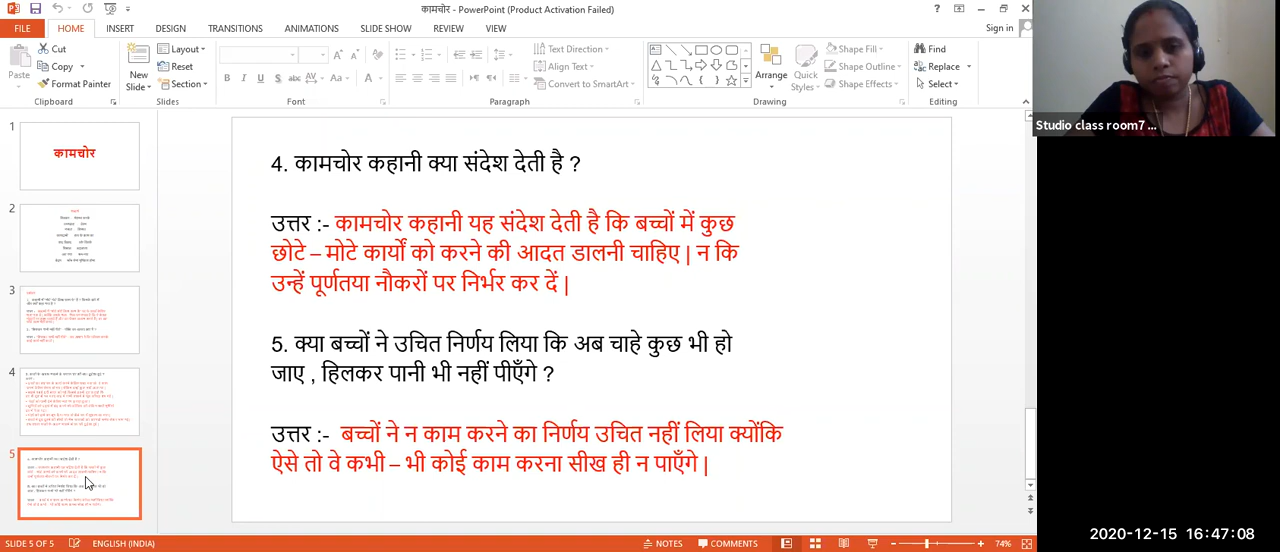 कामचोर - PowerPoint (Product Activation Failed)
FILE HOME INSERT DESIGN TRANSITIONS ANIMATIONS SLIDE SHOW REVIEW VIEW Sign in
Cut
Copy
Format Painter
Paste
Clipboard
New Slide
Layout
Reset
Section
Slides
Font
Text Direction
Align Text
Convert to SmartArt
Paragraph
Arrange
Quick Styles
Shape Fill
Shape Outline
Shape Effects
Drawing
Find
Replace
Select
Editing
Studio class room7 ...
1
कामचोर
2
3
4
5
4. कामचोर कहानी क्या संदेश देती है ?
उत्तर :- कामचोर कहानी यह संदेश देती है कि बच्चों में कुछ
छोटे – मोटे कार्यों को करने की आदत डालनी चाहिए | न कि
उन्हें पूर्णतया नौकरों पर निर्भर कर दें |
5. क्या बच्चों ने उचित निर्णय लिया कि अब चाहे कुछ भी हो
जाए , हिलकर पानी भी नहीं पीएँगे ?
उत्तर :- बच्चों ने न काम करने का निर्णय उचित नहीं लिया क्योंकि
ऐसे तो वे कभी – भी कोई काम करना सीख ही न पाएँगे |
2020-12-15 16:47:08
SLIDE 5 OF 5 ENGLISH (INDIA) NOTES COMMENTS 74%